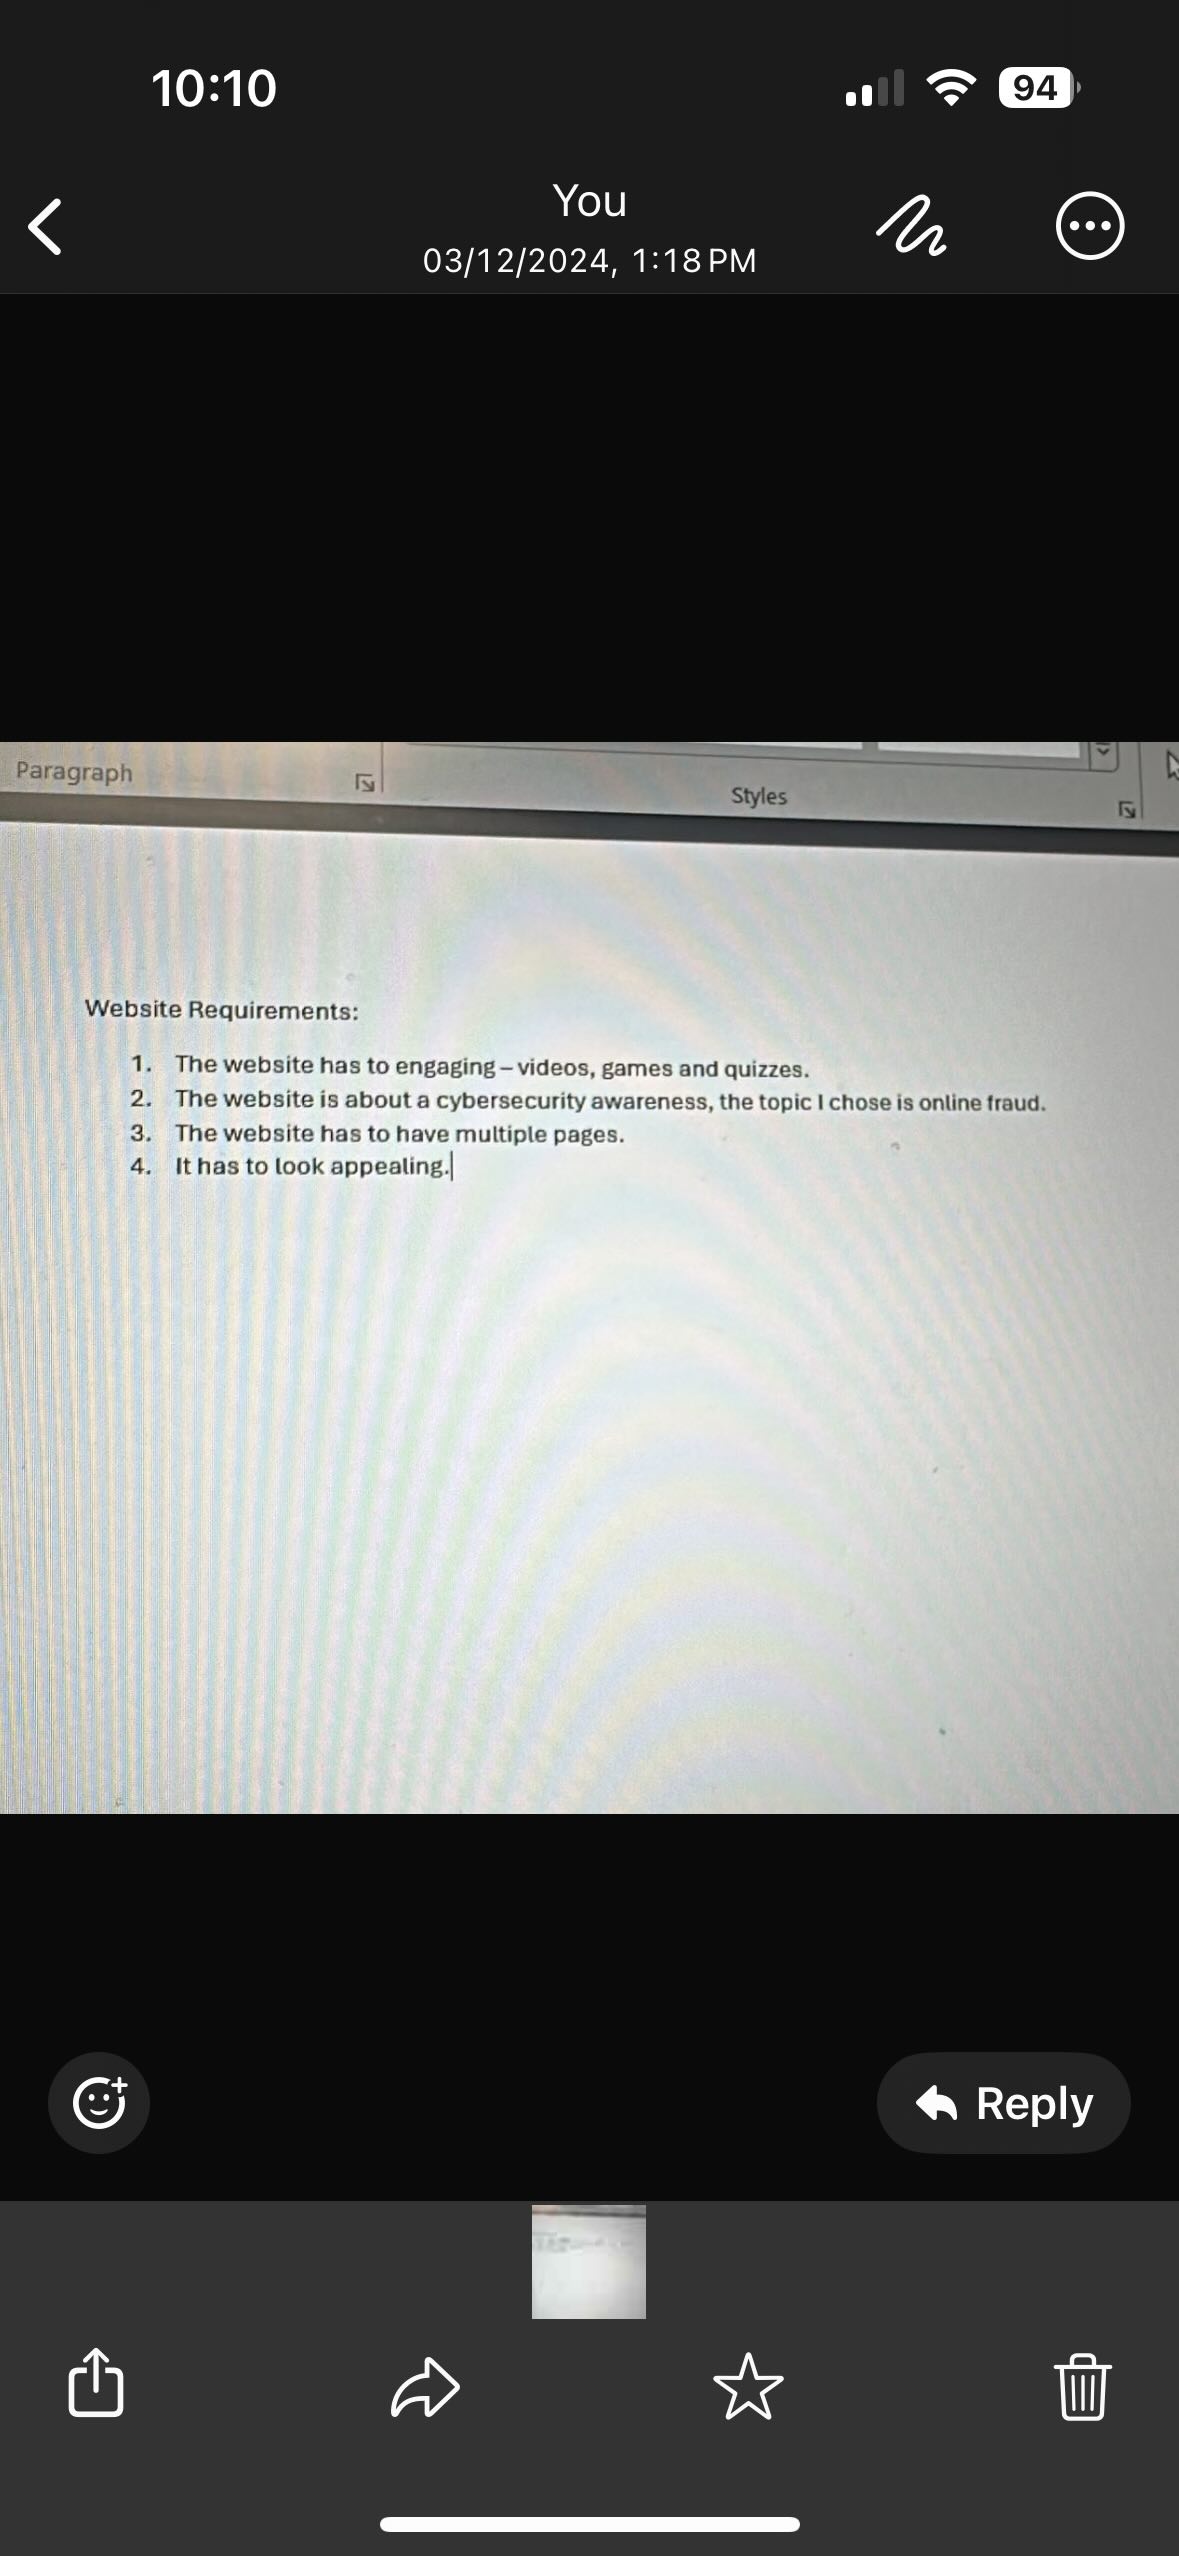 10:10
94
You
03/12/2024, 1:18 PM
Paragraph
Styles
Website Requirements:
1. The website has to engaging – videos, games and quizzes.
2. The website is about a cybersecurity awareness, the topic I chose is online fraud.
3. The website has to have multiple pages.
4. It has to look appealing.
Reply